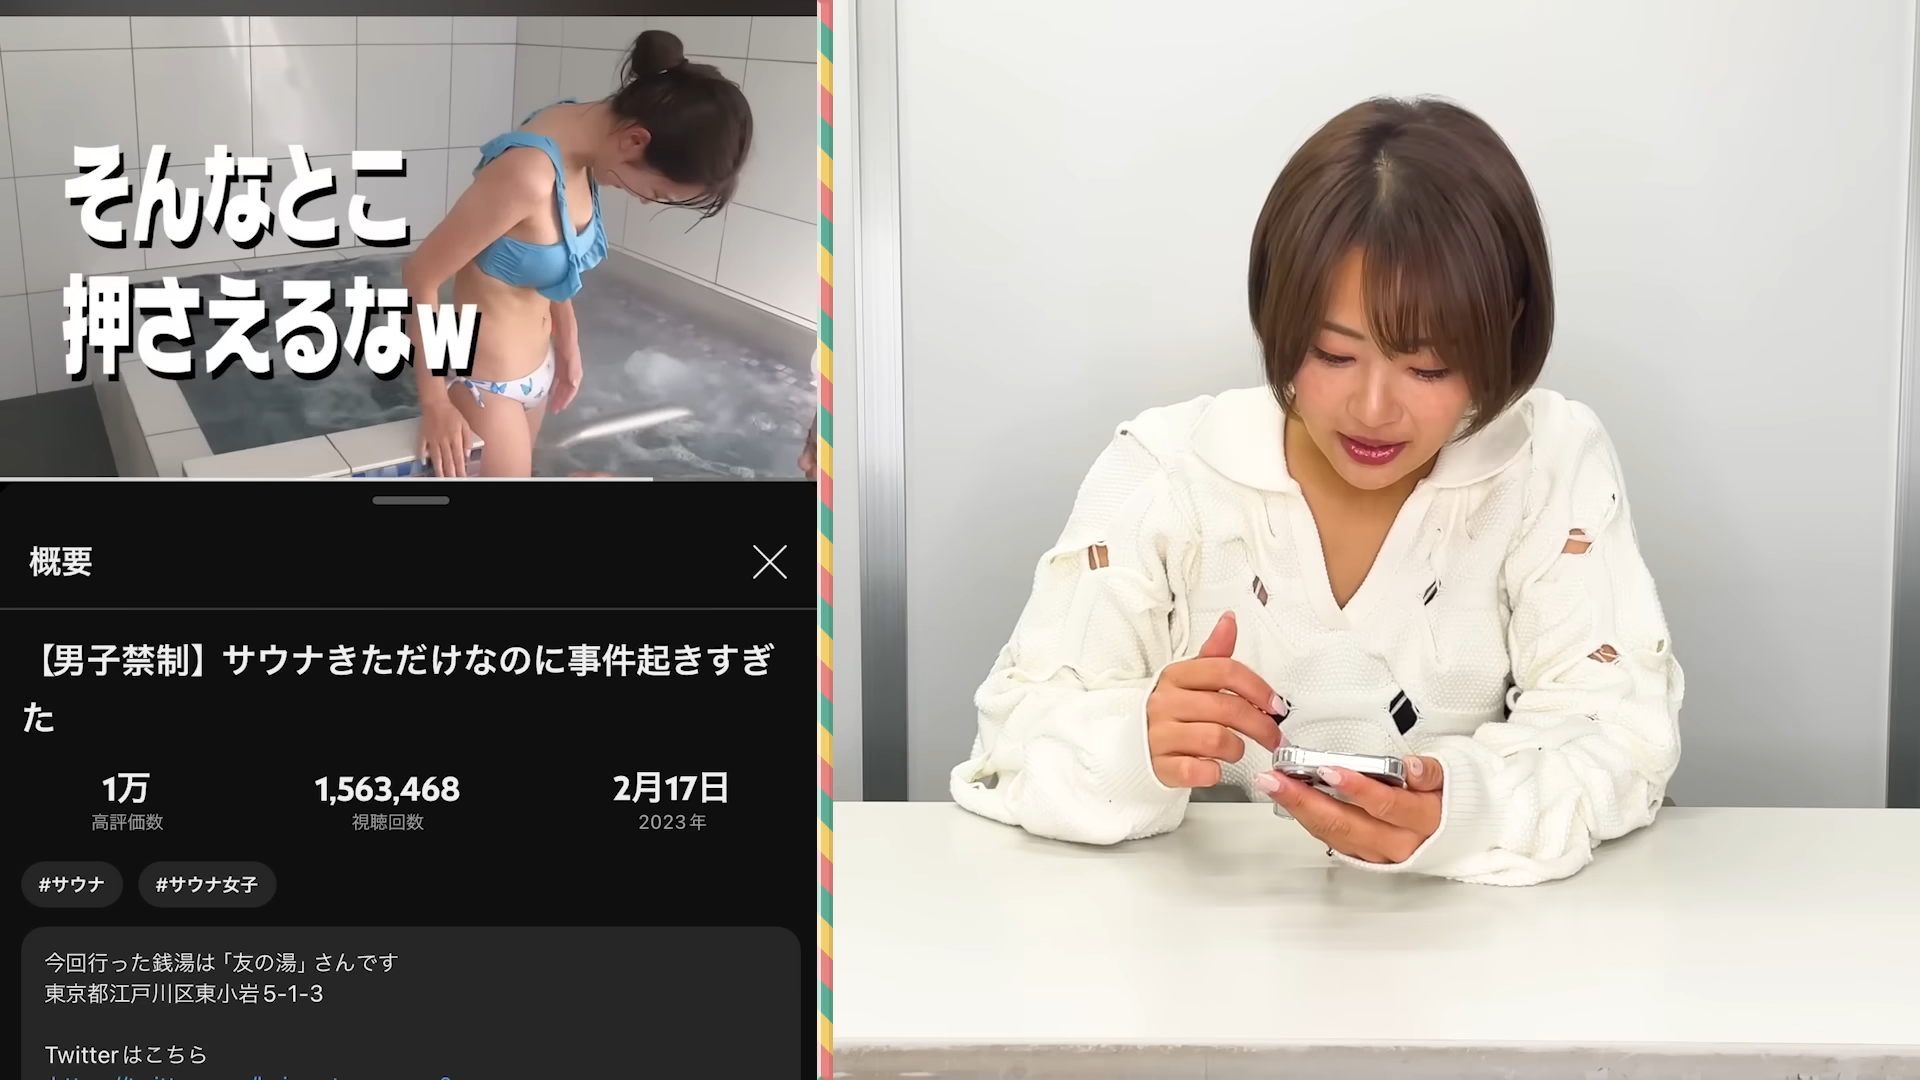 そんなとこ
押さえるなw
概要
【男子禁制】サウナきただけなのに事件起きすぎ
た
1万
1,563,468
2月17日
高評価数
視聴回数
2023年
#サウナ
#サウナ女子
今回行った銭湯は「友の湯」さんです
東京都江戸川区東小岩5-1-3
Twitterはこちら